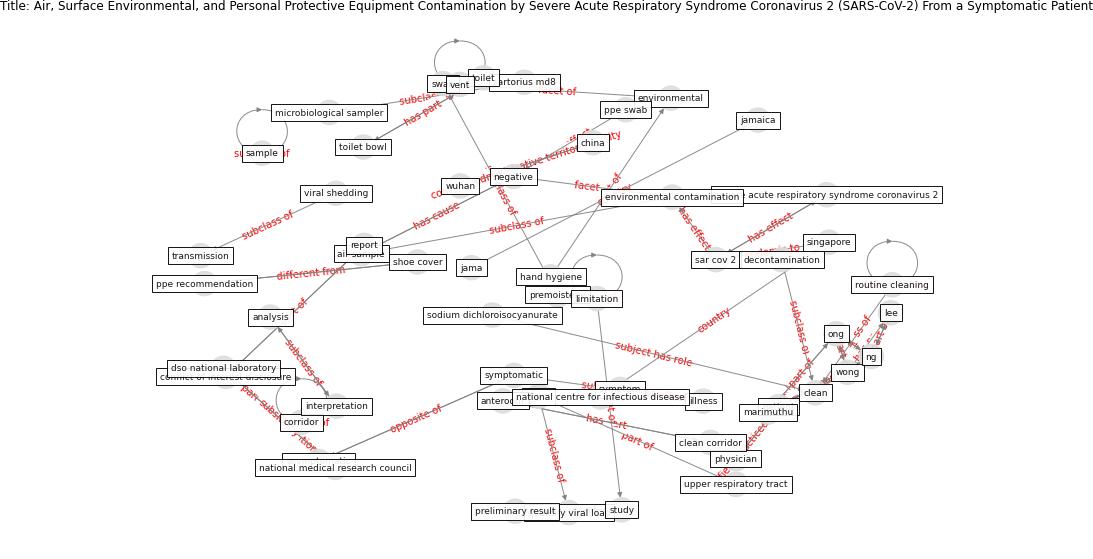 Title: Air, Surface Environmental, and Personal Protective Equipment Contamination by Severe Acute Respiratory Syndrome Coronavirus 2 (SARS-CoV-2) From a Symptomatic Patient
toilet
vent
sartorius md8
facet of
environmental
subclass
microbiological sampler
has part
ppe swab
jamaica
toilet bowl
china
sample
negative
facet
wuhan
viral shedding
environmental contamination
acute respiratory syndrome coronavirus 2
has cause
has effect
subclass of
subclass of
has effect
transmission
report
singapore
air sample
shoe cover
jama
sar cov 2
decontamination
different from
ppe recommendation
hand hygiene
routine cleaning
limitation
analysis
sodium dichloroisocyanurate
country
lee
subclass of
ong
subject has role
ng
subclass of
wong
dso national laboratory
conflict of interest disclosure
symptomatic
symptom
part of
clean
interpretation
national centre for infectious disease
illness
marimuthu
corridor
opposite of
has part
part of
clean corridor
subclass of
physician
national medical research council
upper respiratory tract
preliminary result
study